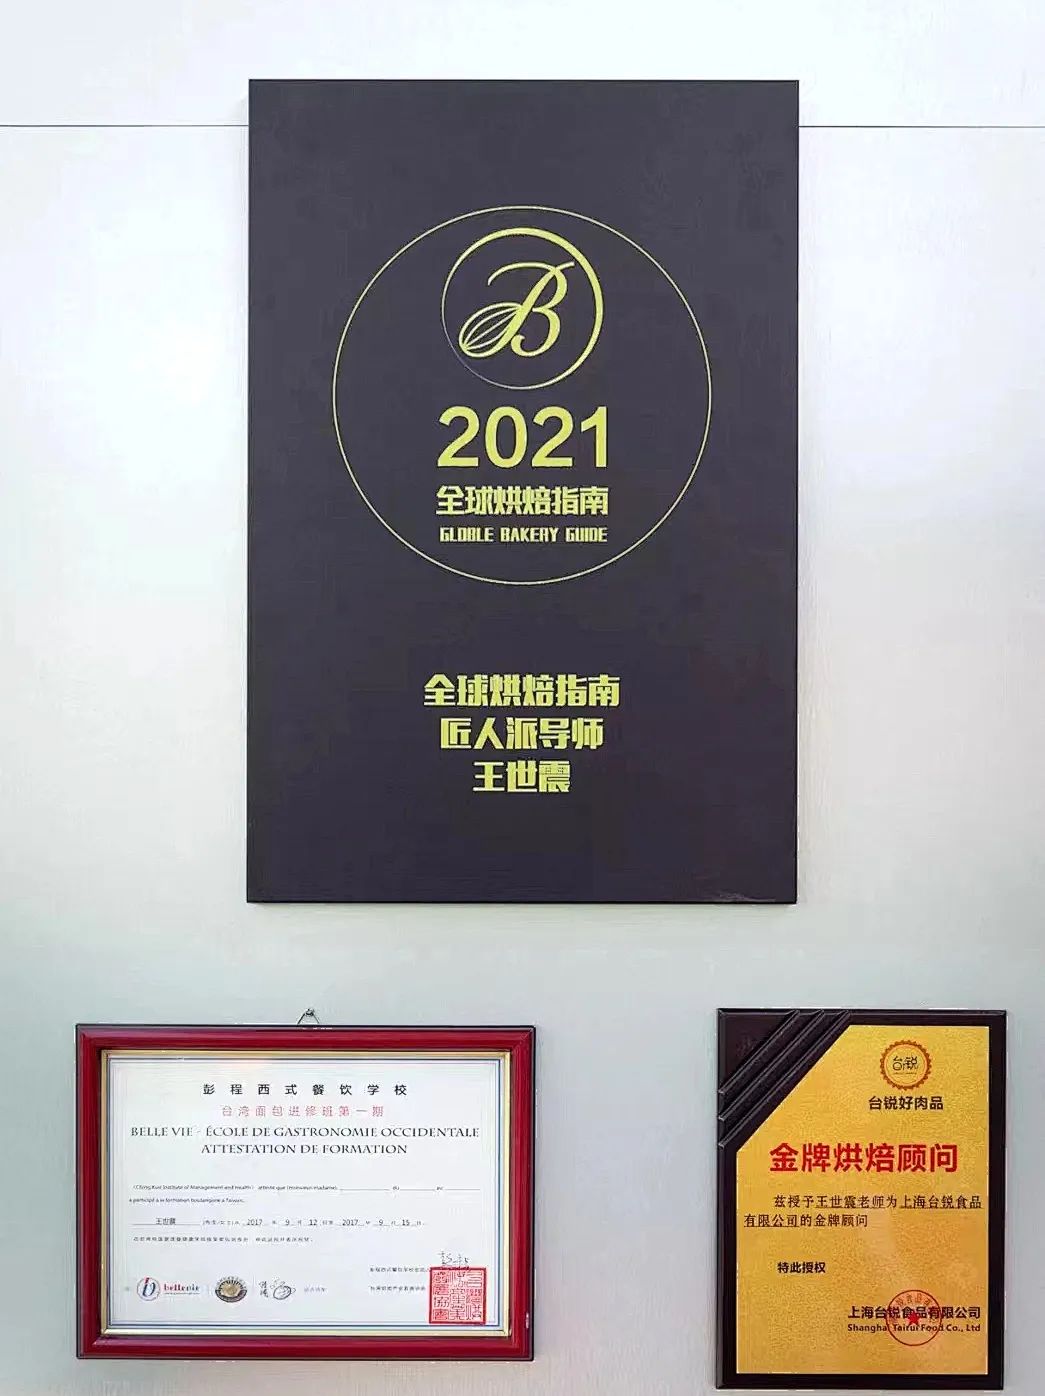 B
2021
全球烘焙指南
GLOBLE BAKERY GUIDE
全球烘焙指南
匠人派导师
王世震
彭程西式餐饮学校
台湾面包进修班第一期
BELLE VIE - ÉCOLE DE GASTRONOMIE OCCIDENTALE
ATTESTATION DE FORMATION
王世震 2017 年 9 月 12 2017 年 9 月 15
bellevie
台锐
台锐好肉品
金牌烘焙顾问
兹授予王世震老师为上海台锐食品
有限公司的金牌顾问
特此授权
上海台锐食品有限公司
Shanghai Tairui Food Co., Ltd